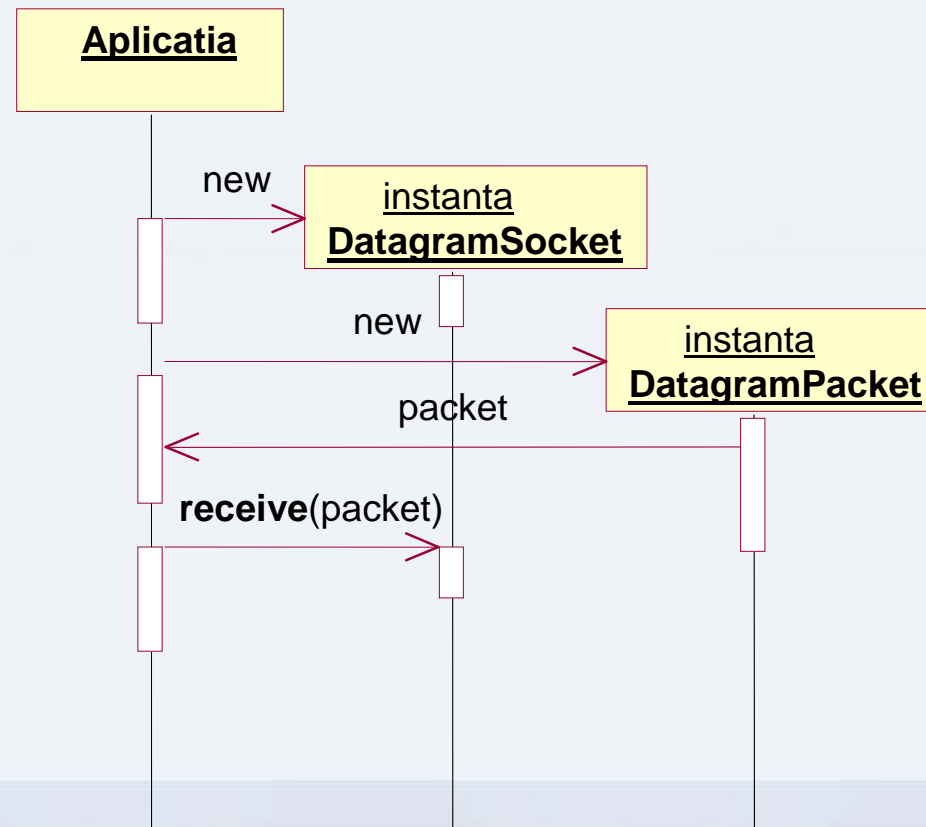 Aplicatia
new
instanta
DatagramSocket
new
instanta
DatagramPacket
packet
receive(packet)